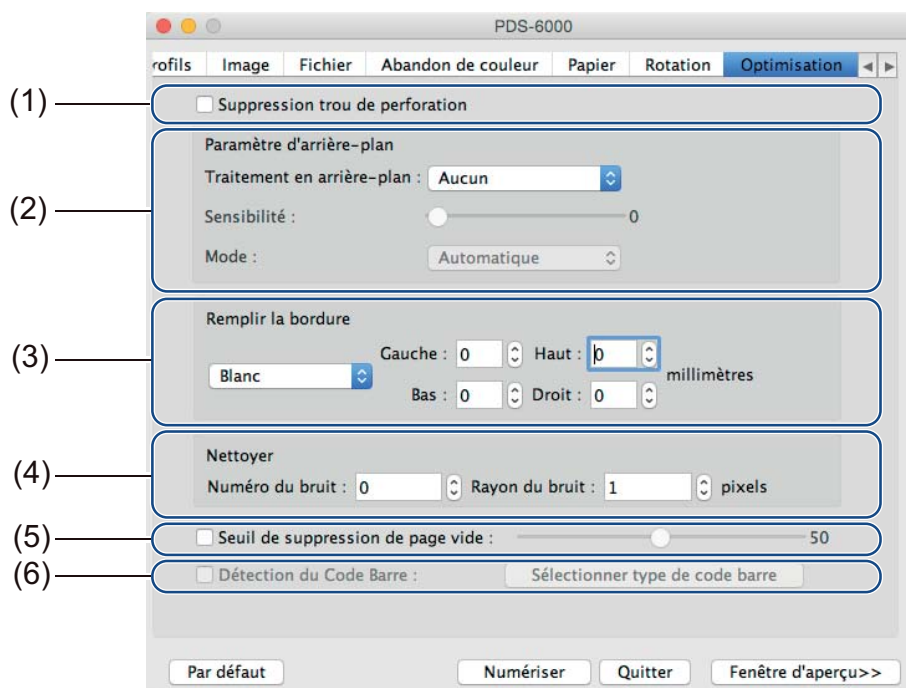 PDS-6000
rofils Image Fichier Abandon de couleur Papier Rotation Optimisation
(1) Suppression trou de perforation
(2)
Paramètre d'arrière-plan
Traitement en arrière-plan : Aucun
Sensibilité : 0
Mode : Automatique
(3)
Remplir la bordure
Gauche : 0 Haut : 0
Blanc millimètres
Bas : 0 Droit : 0
(4)
Nettoyer
Numéro du bruit : 0 Rayon du bruit : 1 pixels
(5) Seuil de suppression de page vide : 50
(6) Détection du Code Barre : Sélectionner type de code barre
Par défaut Numériser Quitter Fenêtre d'aperçu>>